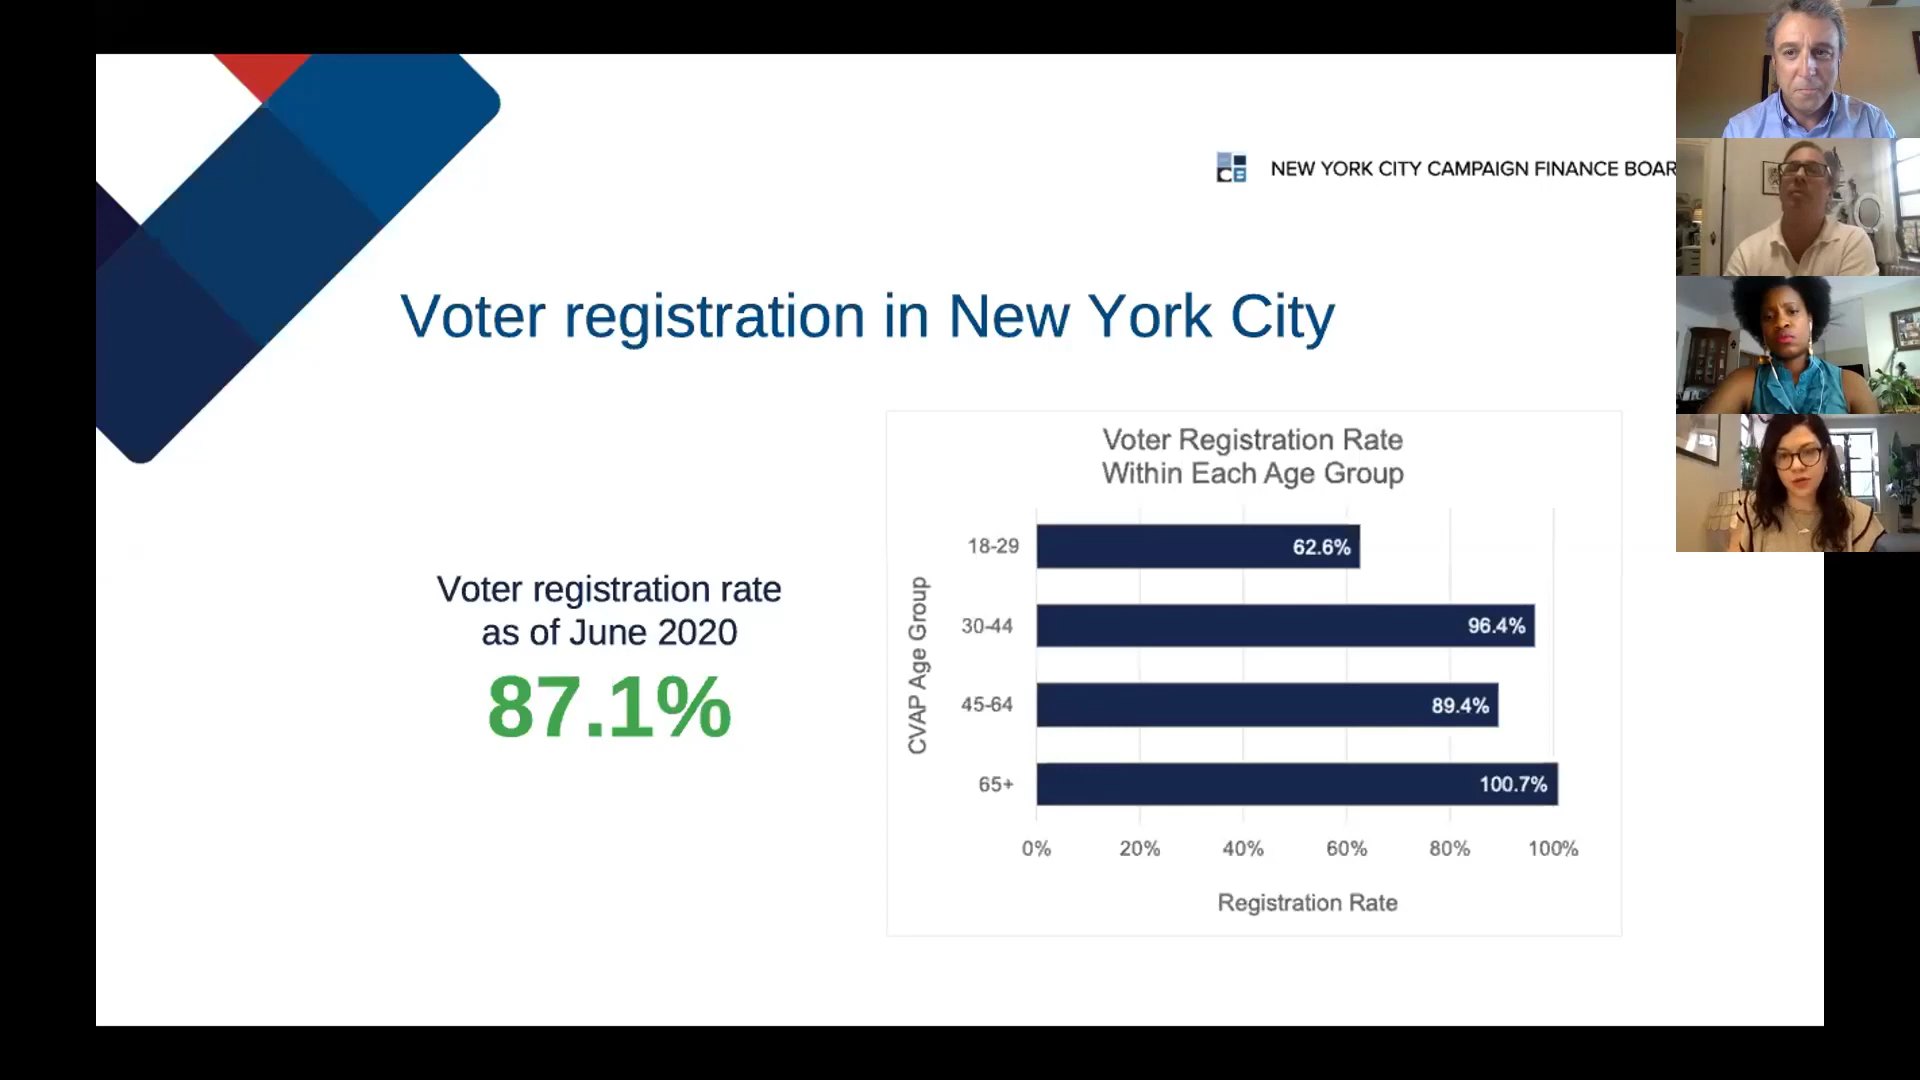 NEW YORK CITY CAMPAIGN FINANCE BOAR
Voter registration in New York City
Voter registration rate
as of June 2020
87.1%
Voter Registration Rate
Within Each Age Group
CVAP Age Group
18-29
62.6%
30-44
96.4%
45-64
89.4%
65+
100.7%
0% 20% 40% 60% 80% 100%
Registration Rate